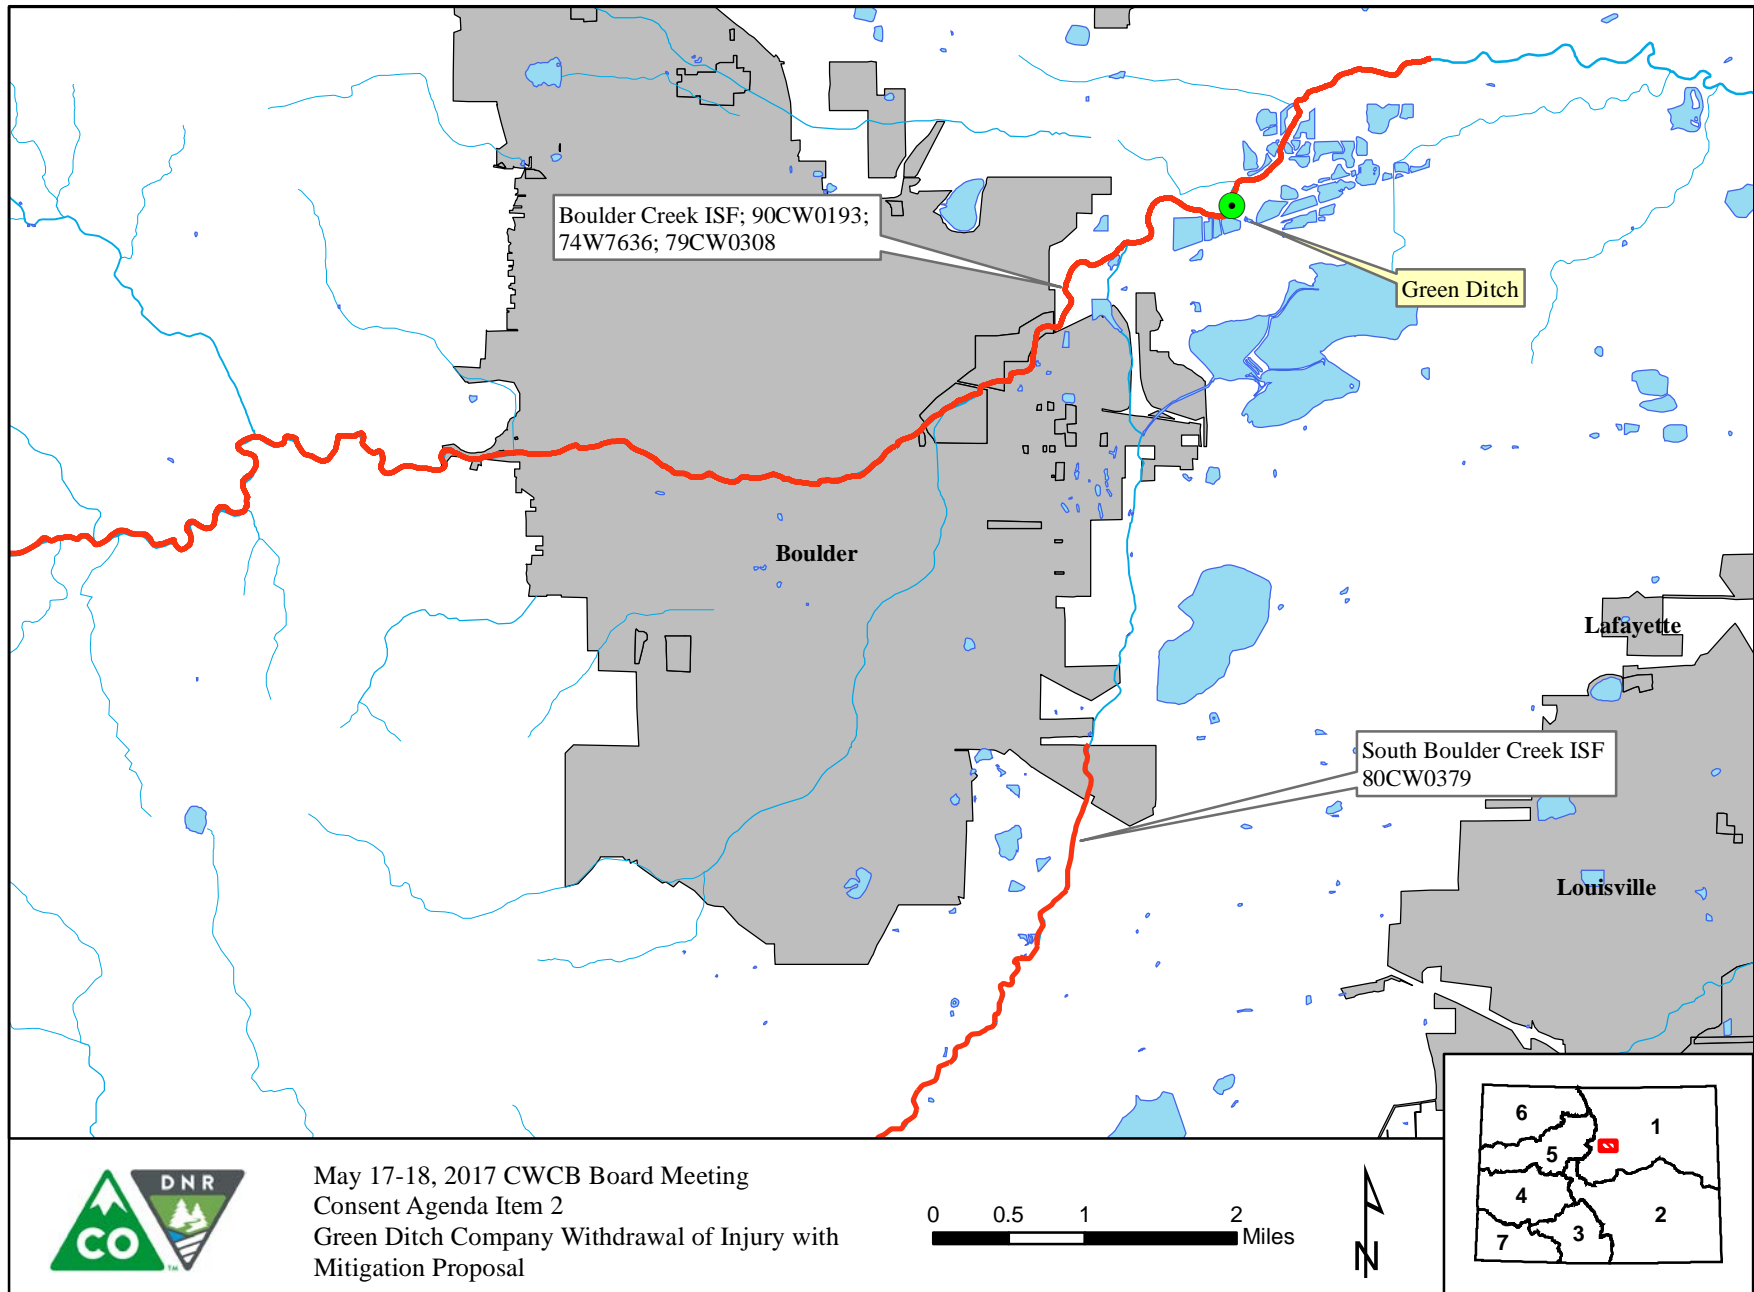 Boulder Creek ISF; 90CW0193;
74W7636; 79CW0308
Green Ditch
Boulder
Lafayette
South Boulder Creek ISF
80CW0379
Louisville
DNR
CO
TM
May 17-18, 2017 CWCB Board Meeting
Consent Agenda Item 2
Green Ditch Company Withdrawal of Injury with
Mitigation Proposal
0 0.5 1 2
Miles
N
6
1
5
4
2
3
7